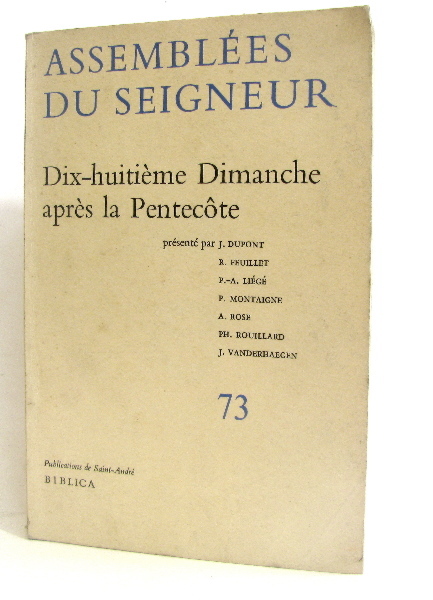 ASSEMBLÉES
DU SEIGNEUR
Dix-huitième Dimanche
après la Pentecôte
présenté par J. DUPONT
R. FEUILLET
P.-A. LIÉGÉ
P. MONTAIGNE
A. ROSE
PH. ROUILLARD
J. VANDERHAEGEN
73
Publications de Saint-André
BIBLICA